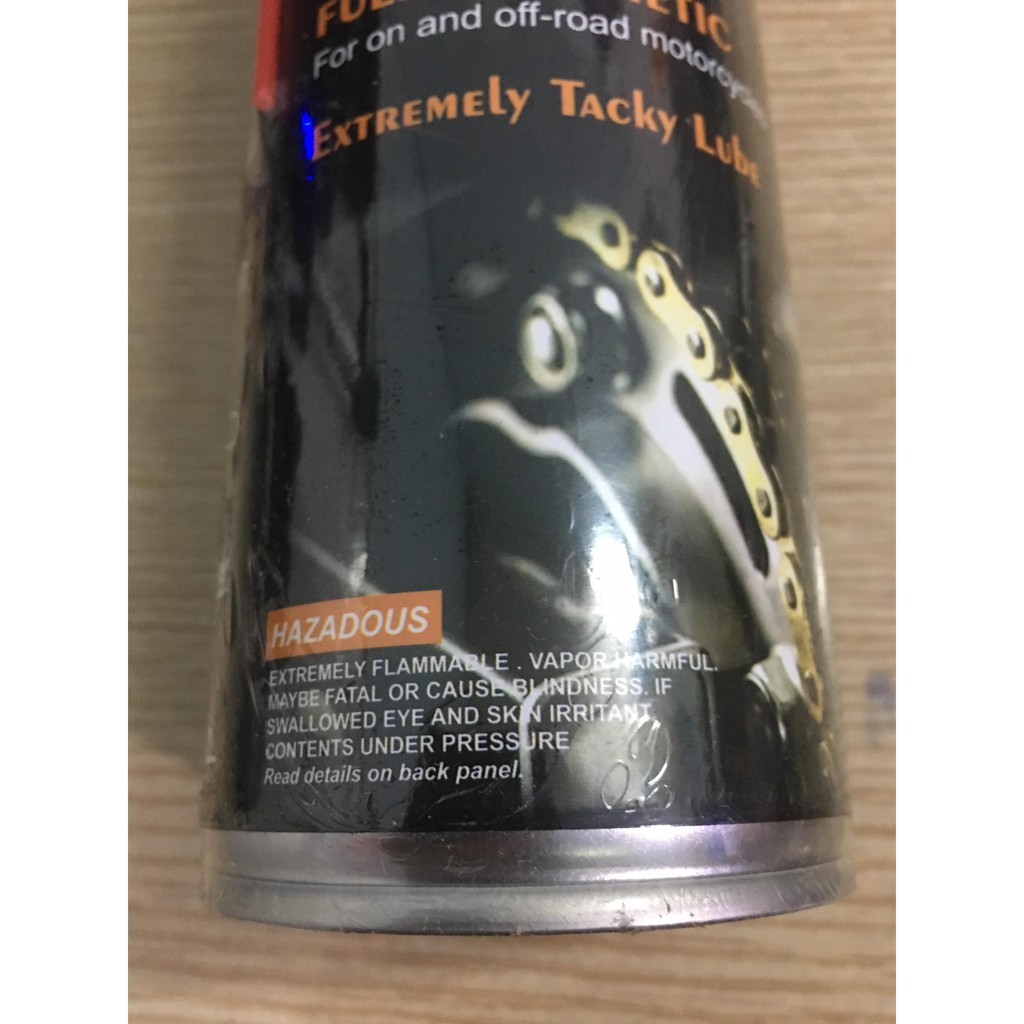 For on and off-road
EXTREMELY TACKY LUBE
HAZADOUS
EXTREMELY FLAMMABLE . VAPOR HARMFUL.
MAYBE FATAL OR CAUSE BLINDNESS. IF
SWALLOWED EYE AND SKIN IRRITANT
CONTENTS UNDER PRESSURE
Read details on back panel.